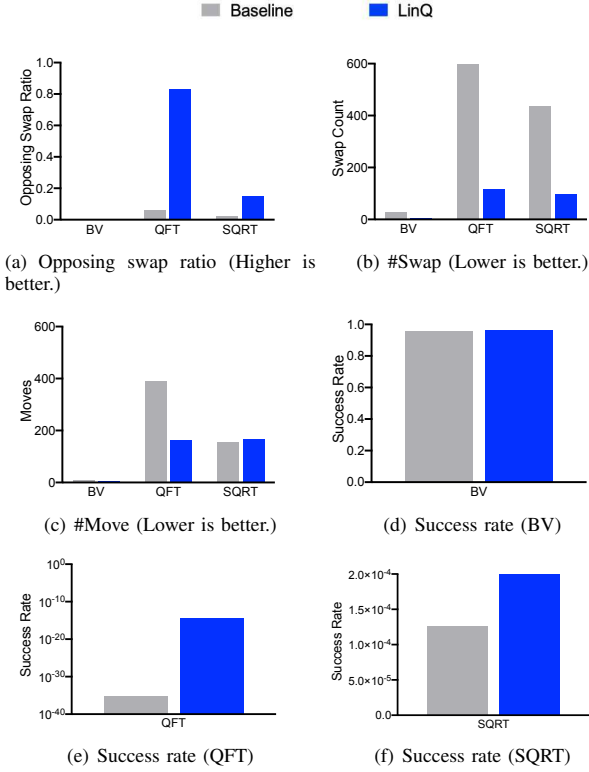 Baseline LinQ
Opposing Swap Ratio
1.0
0.8
0.6
0.4
0.2
0.0
BV QFT SQRT
(a) Opposing swap ratio (Higher is
better.)
Swap Count
600
400
200
0
BV QFT SQRT
(b) #Swap (Lower is better.)
Moves
600
400
200
0
BV QFT SQRT
(c) #Move (Lower is better.)
Success Rate
1.0
0.8
0.6
0.4
0.2
0.0
BV
(d) Success rate (BV)
Success Rate
10⁰
10⁻¹⁰
10⁻²⁰
10⁻³⁰
10⁻⁴⁰
QFT
(e) Success rate (QFT)
Success Rate
2.0×10⁻⁴
1.5×10⁻⁴
1.0×10⁻⁴
5.0×10⁻⁵
0.0
SQRT
(f) Success rate (SQRT)